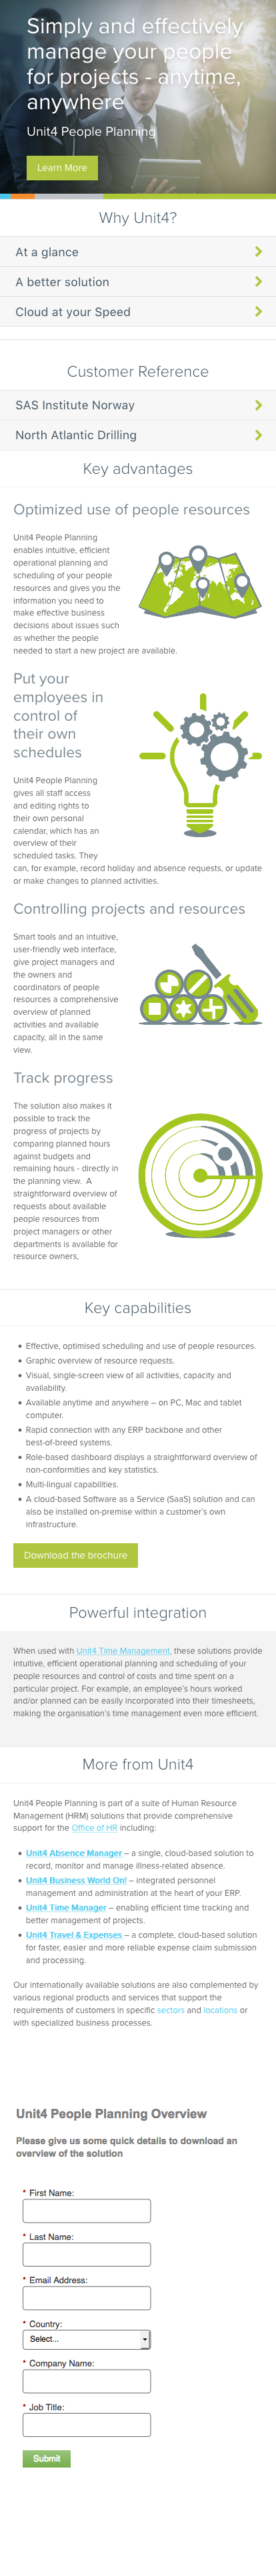 Simply and effectively
manage your people
for projects - anytime,
anywhere
Unit4 People Planning
Learn More
Why Unit4?
At a glance
A better solution
Cloud at your Speed
Customer Reference
SAS Institute Norway
North Atlantic Drilling
Key advantages
Optimized use of people resources
Unit4 People Planning
enables intuitive, efficient
operational planning and
scheduling of your people
resources and gives you the
information you need to
make effective business
decisions about issues such
as whether the people
needed to start a new project are available.
Put your
employees in
control of
their own
schedules
Unit4 People Planning
gives all staff access
and editing rights to
their own personal
calendar, which has an
overview of their
scheduled tasks. They
can, for example, record holiday and absence requests, or update
or make changes to planned activities.
Controlling projects and resources
Smart tools and an intuitive,
user-friendly web interface,
give project managers and
the owners and
coordinators of people
resources a comprehensive
overview of planned
activities and available
capacity, all in the same
view.
Track progress
The solution also makes it
possible to track the
progress of projects by
comparing planned hours
against budgets and
remaining hours - directly in
the planning view. A
straightforward overview of
requests about available
people resources from
project managers or other
departments is available for
resource owners,
Key capabilities
• Effective, optimised scheduling and use of people resources.
• Graphic overview of resource requests.
• Visual, single-screen view of all activities, capacity and
availability.
• Available anytime and anywhere – on PC, Mac and tablet
computer.
• Rapid connection with any ERP backbone and other
best-of-breed systems.
• Role-based dashboard displays a straightforward overview of
non-conformities and key statistics.
• Multi-lingual capabilities.
• A cloud-based Software as a Service (SaaS) solution and can
also be installed on-premise within a customer's own
infrastructure.
Download the brochure
Powerful integration
When used with Unit4 Time Management, these solutions provide
intuitive, efficient operational planning and scheduling of your
people resources and control of costs and time spent on a
particular project. For example, an employee's hours worked
and/or planned can be easily incorporated into their timesheets,
making the organisation's time management even more efficient.
More from Unit4
Unit4 People Planning is part of a suite of Human Resource
Management (HRM) solutions that provide comprehensive
support for the Office of HR including:
• Unit4 Absence Manager – a single, cloud-based solution to
record, monitor and manage illness-related absence.
• Unit4 Business World On! – integrated personal
management and administration at the heart of your ERP.
• Unit4 Time Manager – enabling efficient time tracking and
better management of projects.
• Unit4 Travel & Expenses – a complete, cloud-based solution
for faster, easier and more reliable expense claim submission
and processing.
Our internationally available solutions are also complemented by
various regional products and services that support the
requirements of customers in specific sectors and locations or
with specialized business processes.
Unit4 People Planning Overview
Please give us some quick details to download an
overview of the solution
* First Name:
* Last Name:
* Email Address:
* Country:
Select...
* Company Name:
* Job Title:
Submit